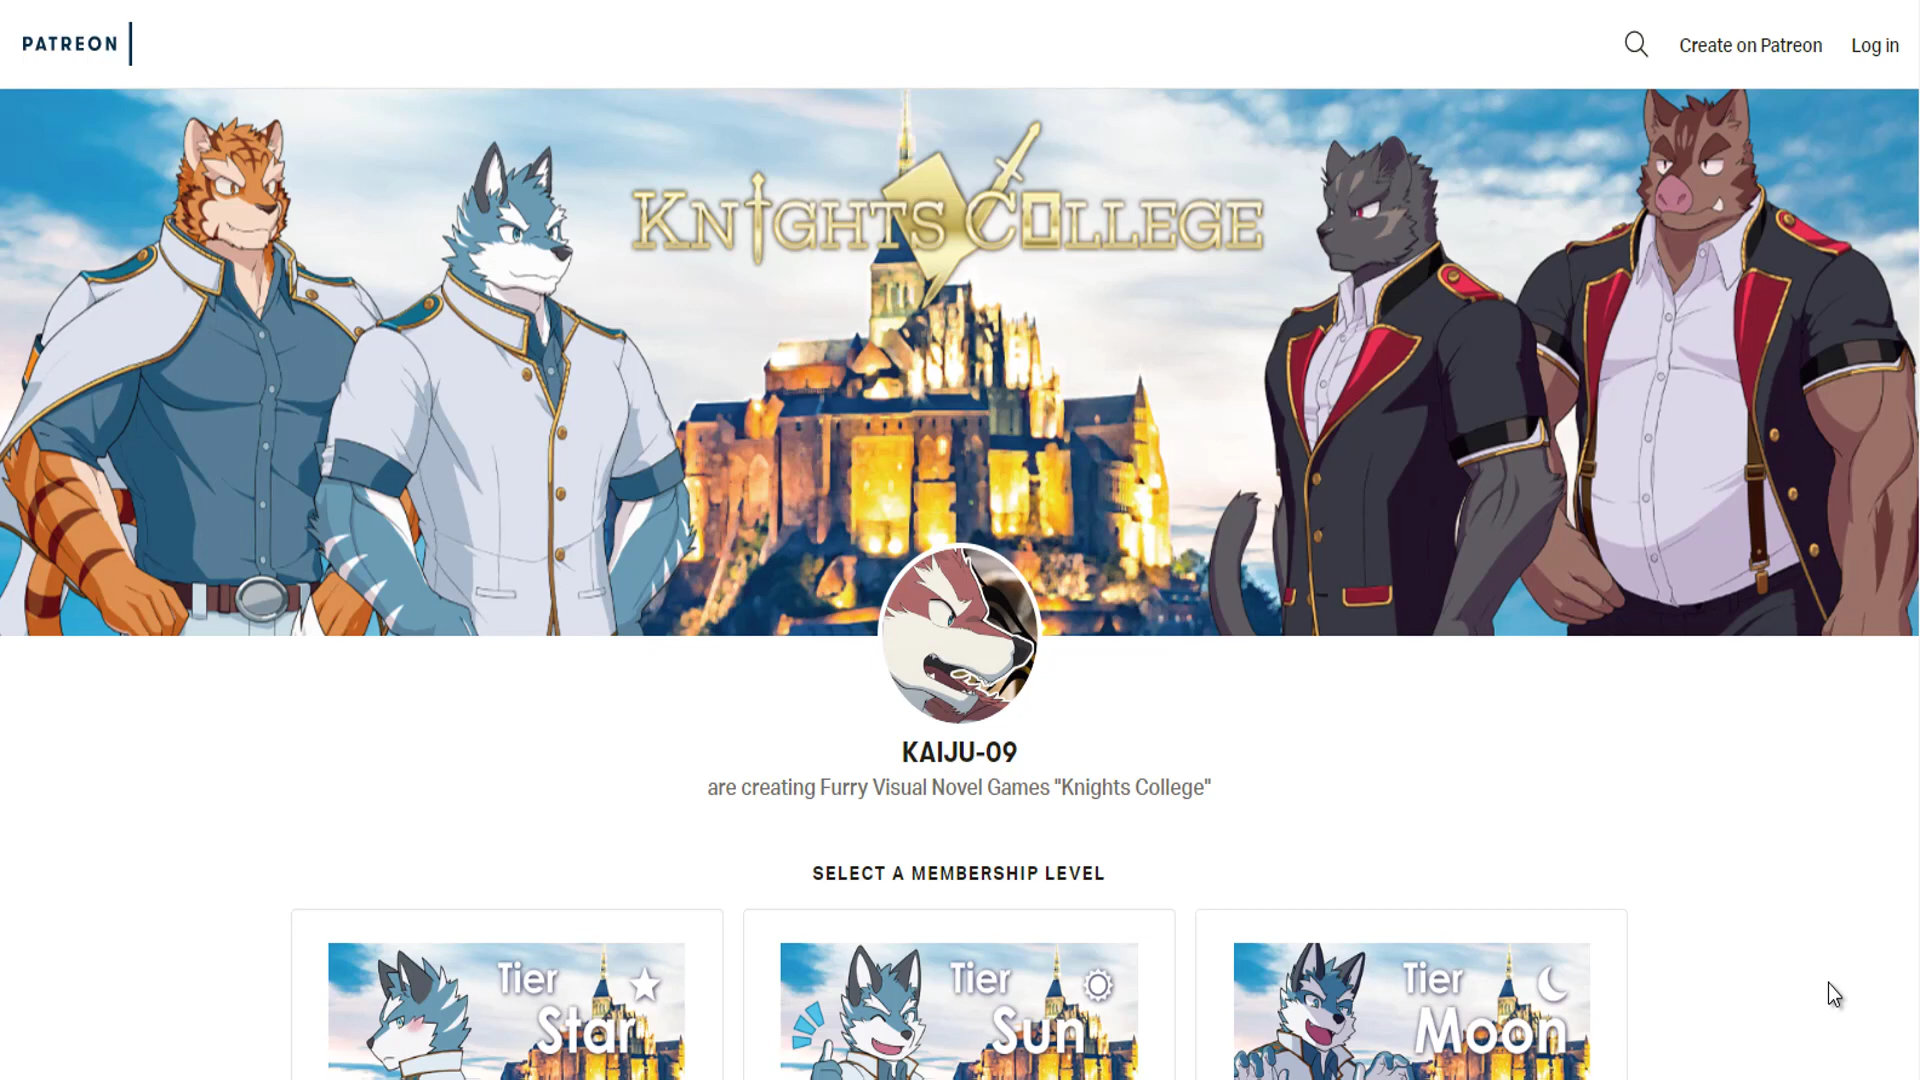 PATREON
Create on Patreon
Log in
KNIGHTS COLLEGE
KAIJU-09
are creating Furry Visual Novel Games "Knights College"
SELECT A MEMBERSHIP LEVEL
Tier
Star
Tier
Sun
Tier
Moon